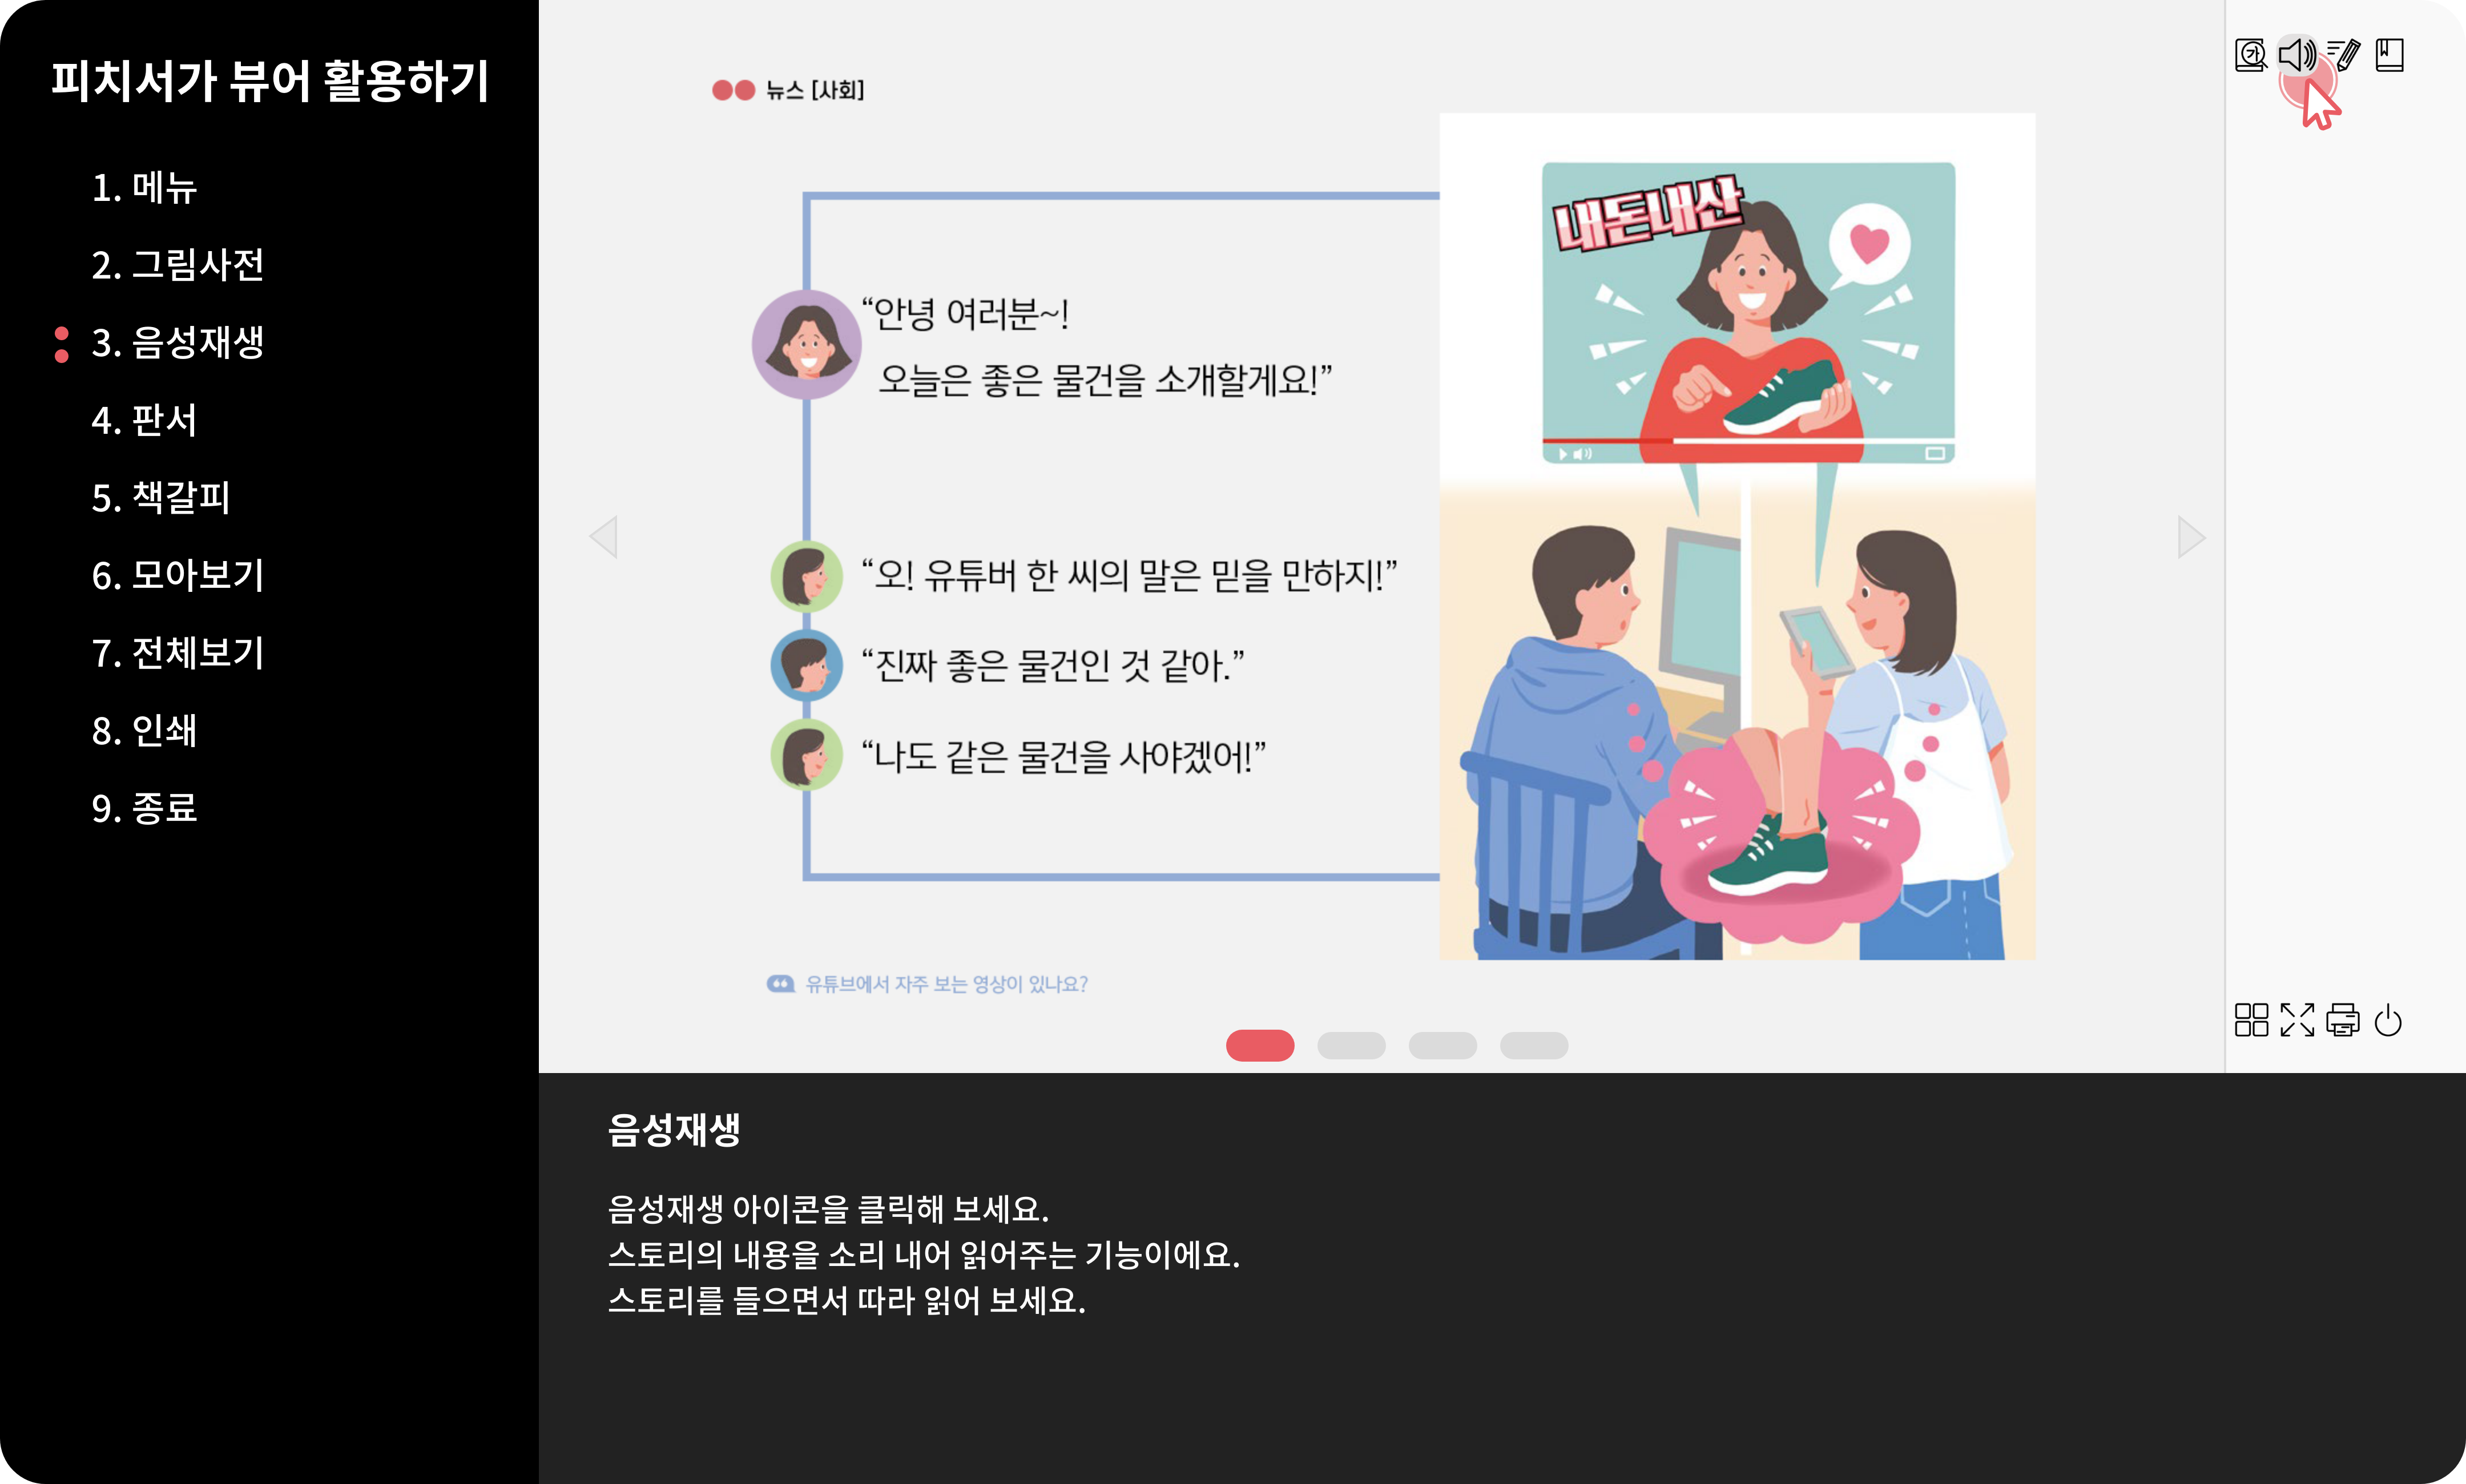 피치서가 뷰어 활용하기
1. 메뉴
2. 그림사전
3. 음성재생
4. 판서
5. 책갈피
6. 모아보기
7. 전체보기
8. 인쇄
9. 종료
뉴스 [사회]
“안녕 여러분~!
오늘은 좋은 물건을 소개할게요!”
“오! 유튜버 한 씨의 말은 믿을 만하지!”
“진짜 좋은 물건인 것 같아.”
“나도 같은 물건을 사야겠어!”
유튜브에서 자주 보는 영상이 있나요?
내돈내산
가
음성재생
음성재생 아이콘을 클릭해 보세요.
스토리의 내용을 소리 내어 읽어주는 기능이에요.
스토리를 들으면서 따라 읽어 보세요.